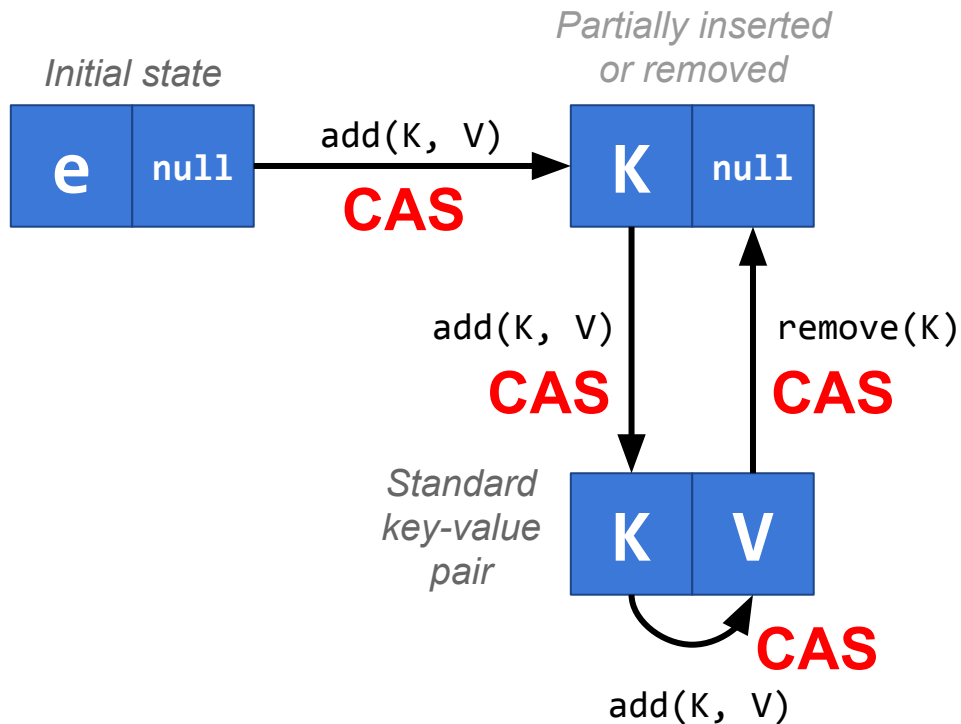 Partially inserted
or removed
Initial state
add(K, V)
CAS
e null
K null
add(K, V)
CAS
remove(K)
CAS
Standard
key-value
pair
K V
CAS
add(K, V)